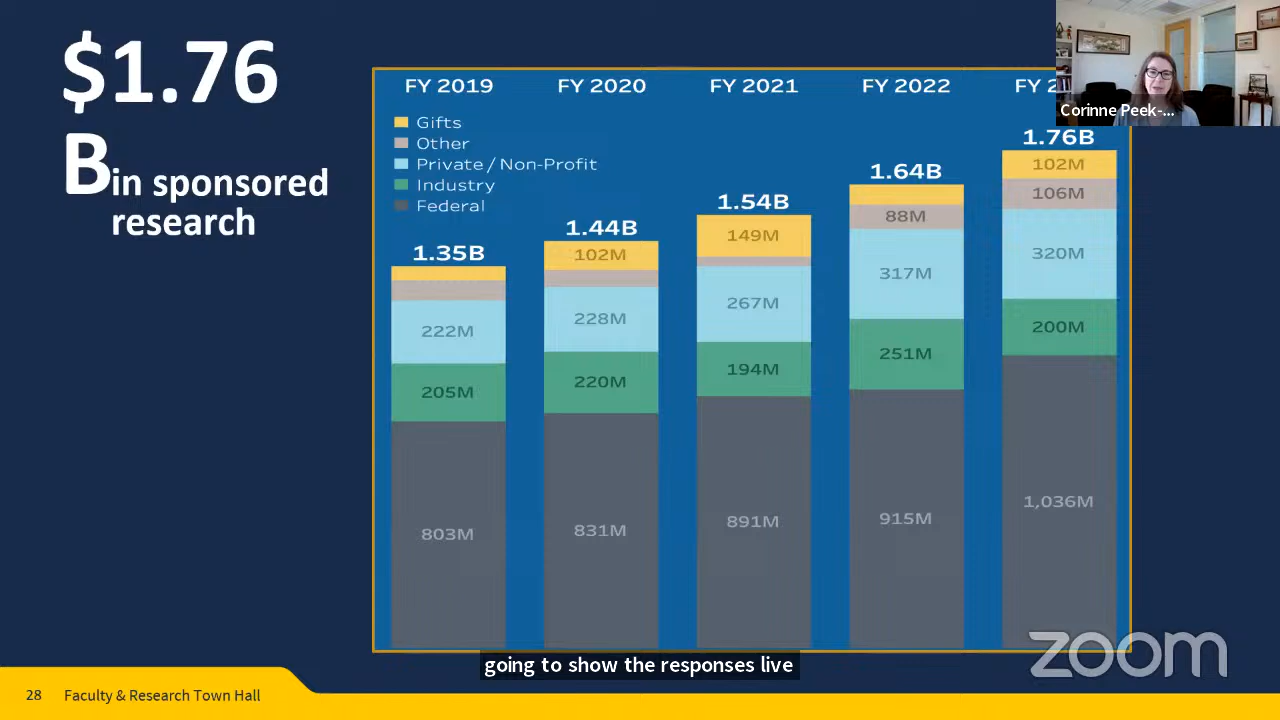 $1.76
B in sponsored
research
FY 2019
FY 2020
FY 2021
FY 2022
FY 2
Gifts
Other
Private / Non-Profit
Industry
Federal
1.35B
222M
205M
803M
1.44B
102M
228M
220M
831M
1.54B
149M
267M
194M
891M
1.64B
88M
317M
251M
915M
1.76B
102M
106M
320M
200M
1,036M
Corinne Peek-...
zoom
going to show the responses live
28 Faculty & Research Town Hall